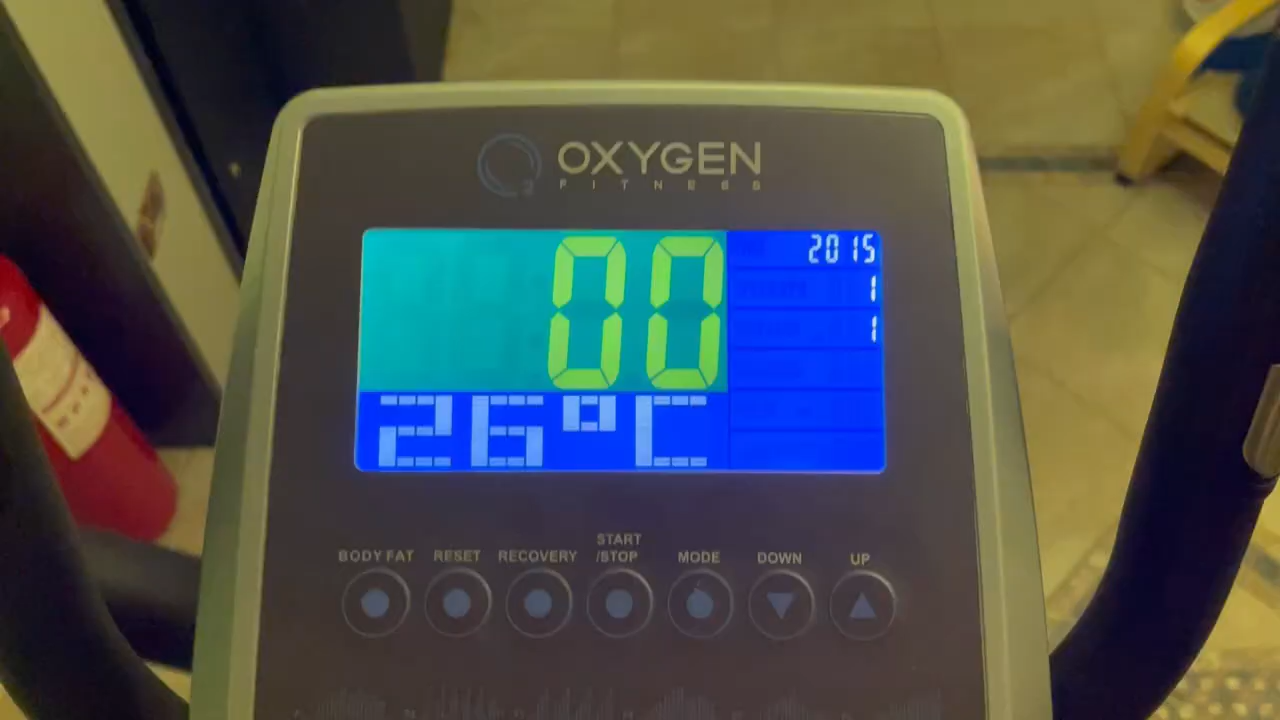 OXYGEN
FITNESS
00
2015
1
1
26°C
BODY FAT
RESET
RECOVERY
START
/STOP
MODE
DOWN
UP